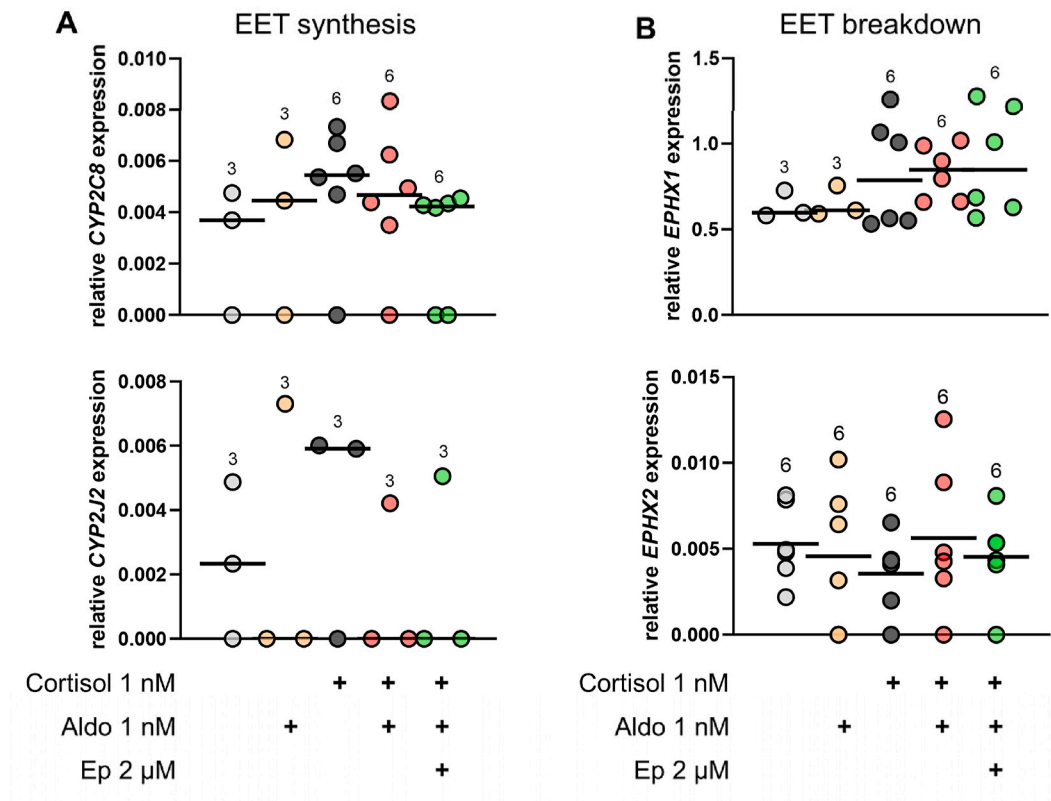 A
EET synthesis
relative CYP2C8 expression
0.010
0.008
0.006
0.004
0.002
0.000
3
3
6
6
6
relative CYP2J2 expression
0.008
0.006
0.004
0.002
0.000
3
3
3
3
3
Cortisol 1 nM + + +
Aldo 1 nM + + +
Ep 2 µM +
B
EET breakdown
relative EPHX1 expression
1.5
1.0
0.5
0.0
3
3
6
6
6
relative EPHX2 expression
0.015
0.010
0.005
0.000
6
6
6
6
6
Cortisol 1 nM + + +
Aldo 1 nM + + +
Ep 2 µM +